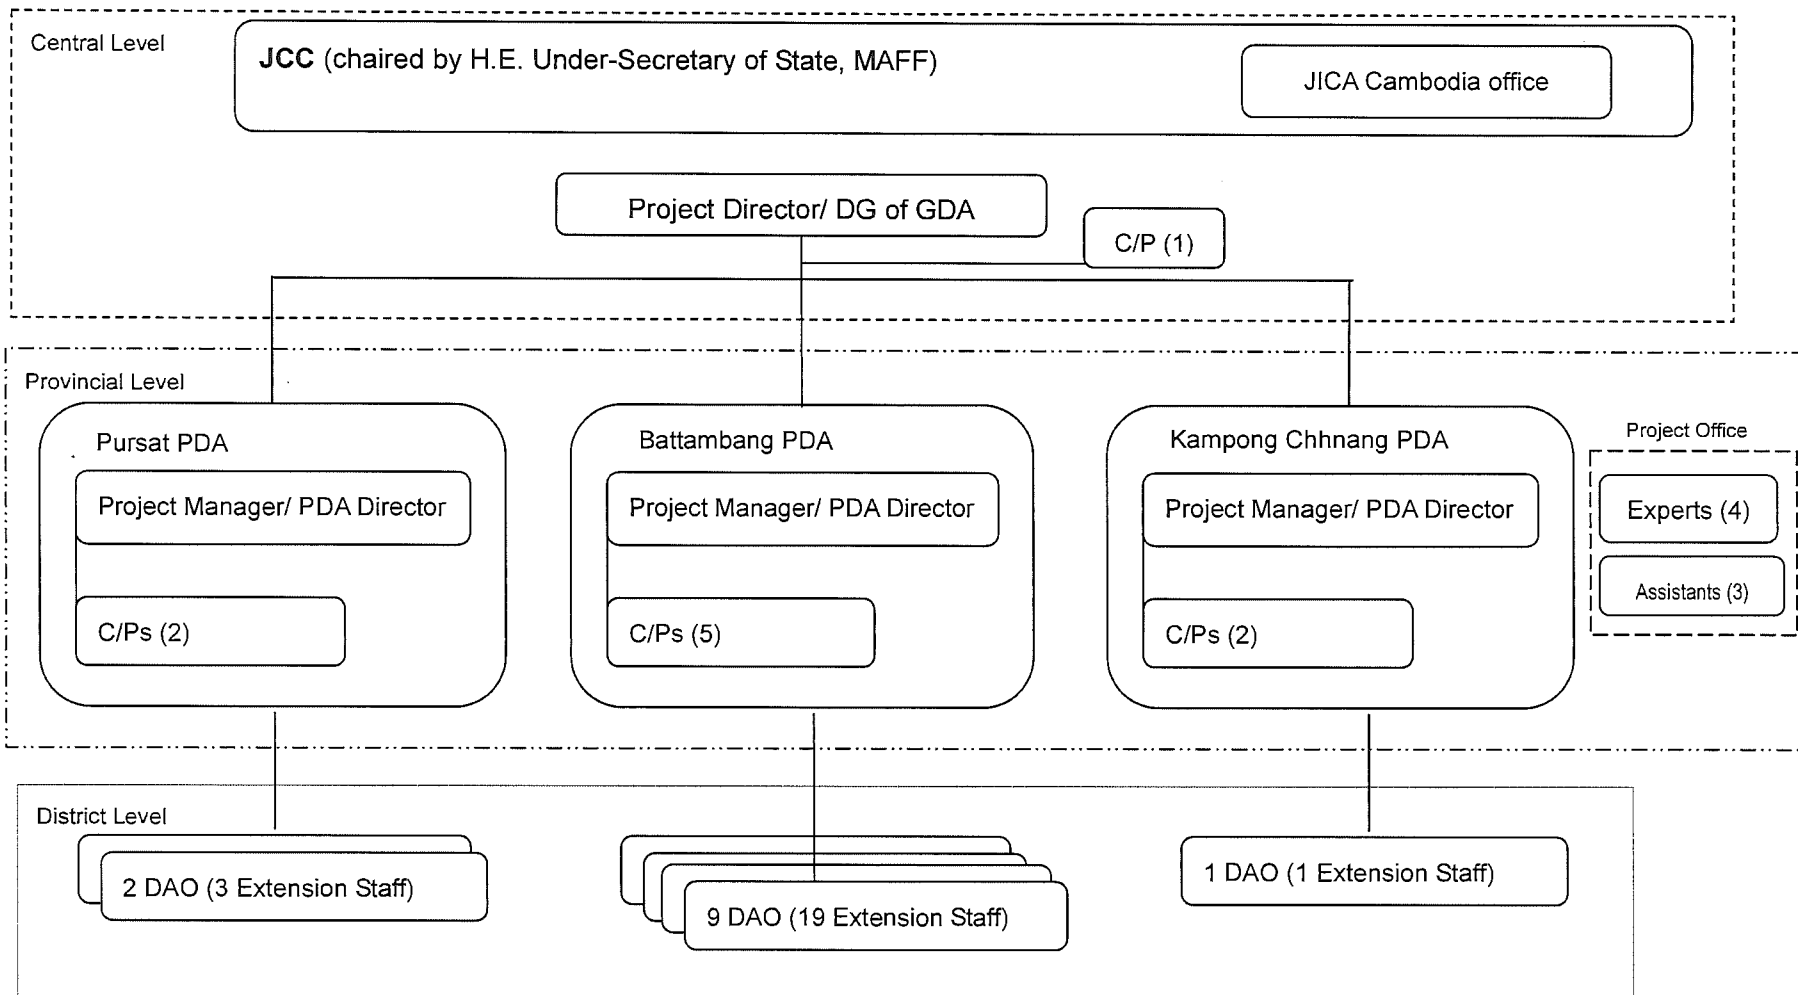 Central Level
JCC (chaired by H.E. Under-Secretary of State, MAFF)
JICA Cambodia office
Project Director/ DG of GDA
C/P (1)
Provincial Level
Pursat PDA
Project Manager/ PDA Director
C/Ps (2)
Battambang PDA
Project Manager/ PDA Director
C/Ps (5)
Kampong Chhnang PDA
Project Manager/ PDA Director
C/Ps (2)
Project Office
Experts (4)
Assistants (3)
District Level
2 DAO (3 Extension Staff)
9 DAO (19 Extension Staff)
1 DAO (1 Extension Staff)